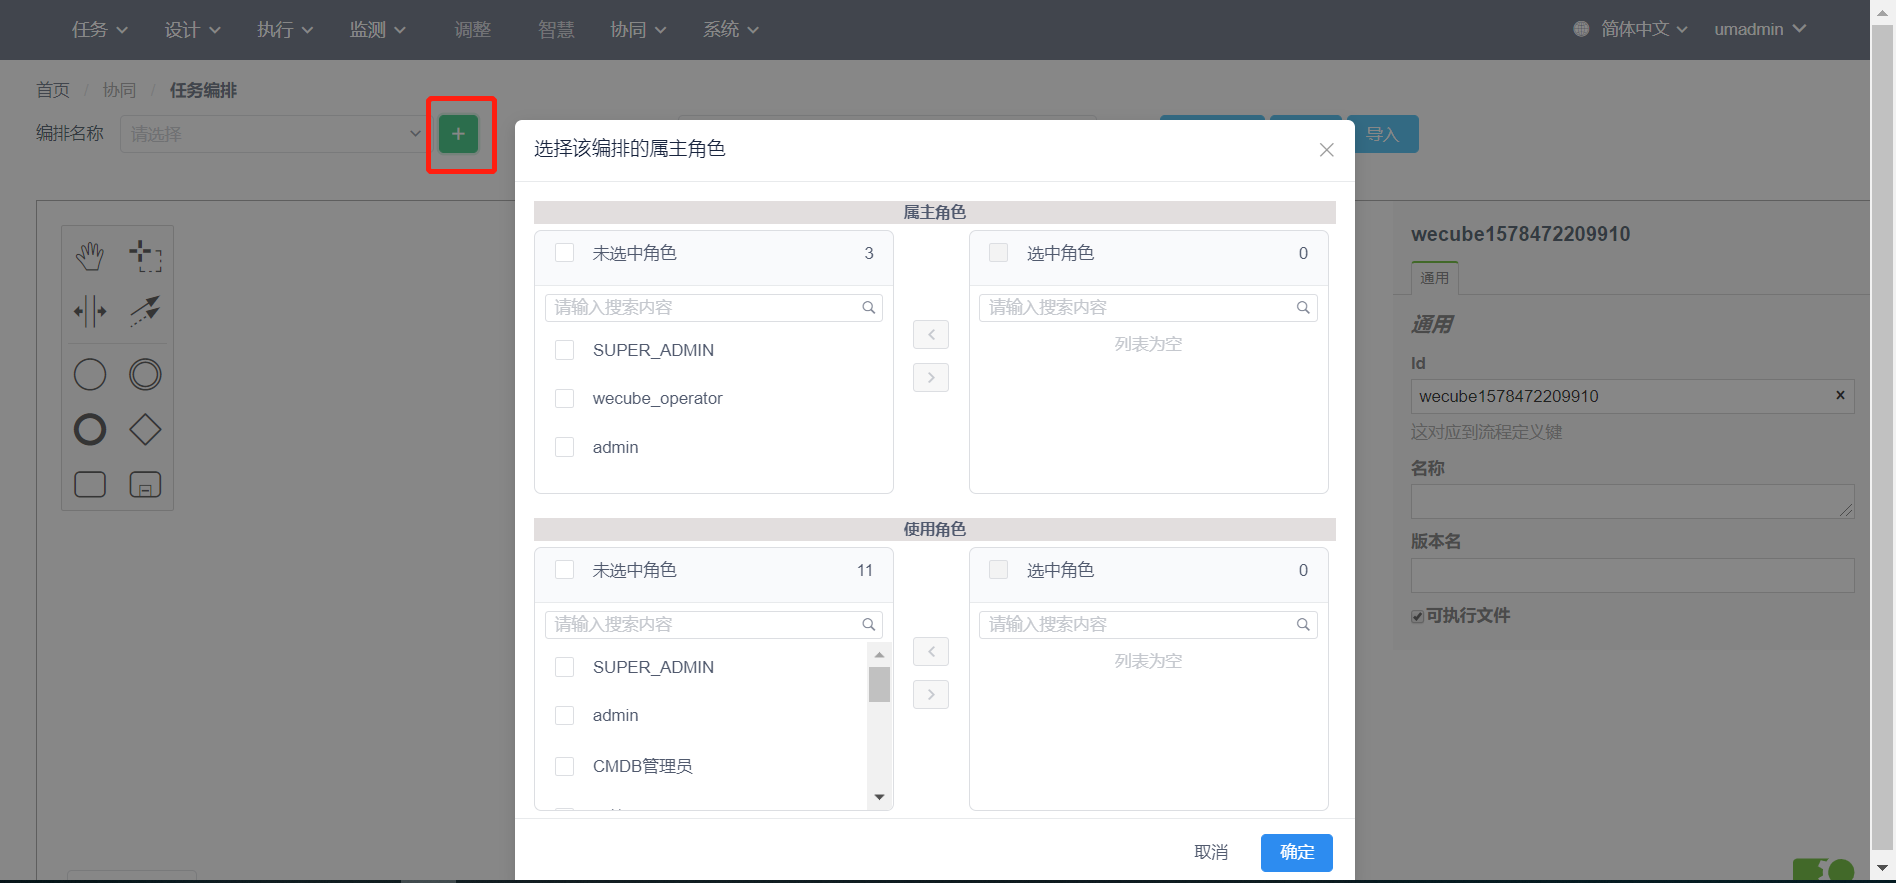 任务 设计 执行 监测 调整 智慧 协同 系统 简体中文 umadmin
首页 / 协同 / 任务编排
编排名称 请选择 + 导入
选择该编排的属主角色
属主角色
未选中角色 3
选中角色 0
请输入搜索内容
请输入搜索内容
SUPER_ADMIN
wecube_operator
admin
列表为空
使用角色
未选中角色 11
选中角色 0
请输入搜索内容
请输入搜索内容
SUPER_ADMIN
admin
CMDB管理员
列表为空
取消 确定
wecube1578472209910
通用
通用
Id
wecube1578472209910 ×
这对应到流程定义键
名称
版本名
可执行文件